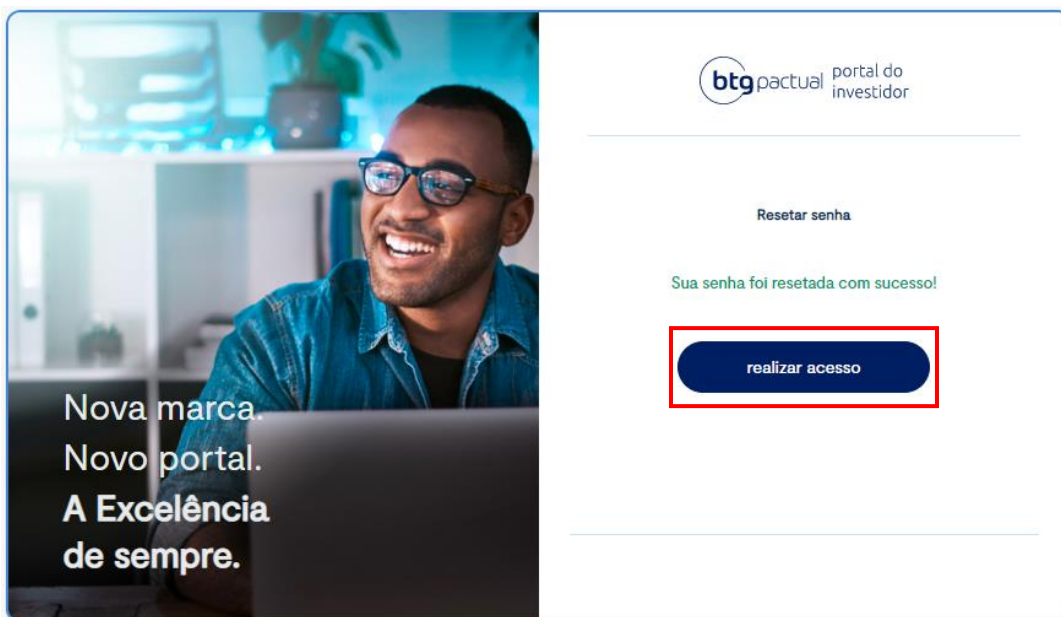 Nova marca.
Novo portal.
A Excelência
de sempre.
btg pactual
portal do
investidor
Resetar senha
Sua senha foi resetada com sucesso!
realizar acesso